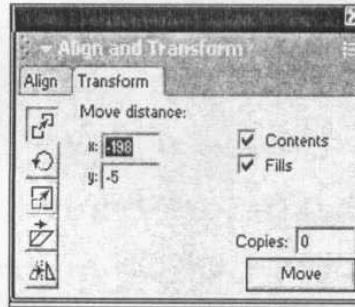 Align and Transform
Align Transform
Move distance:
x: -198
y: -5
Contents
Fills
Copies: 0
Move